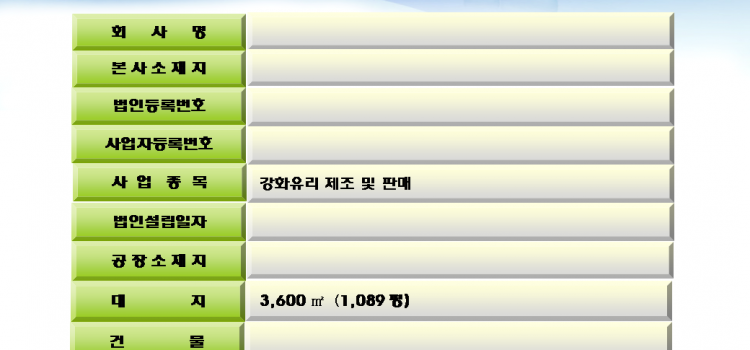 회 사 명
본 사 소 재 지
법인등록번호
사업자등록번호
사 업 종 목
강화유리 제조 및 판매
법인설립일자
공 장 소 재 지
대 지
3,600 ㎡ (1,089 평)
건 물